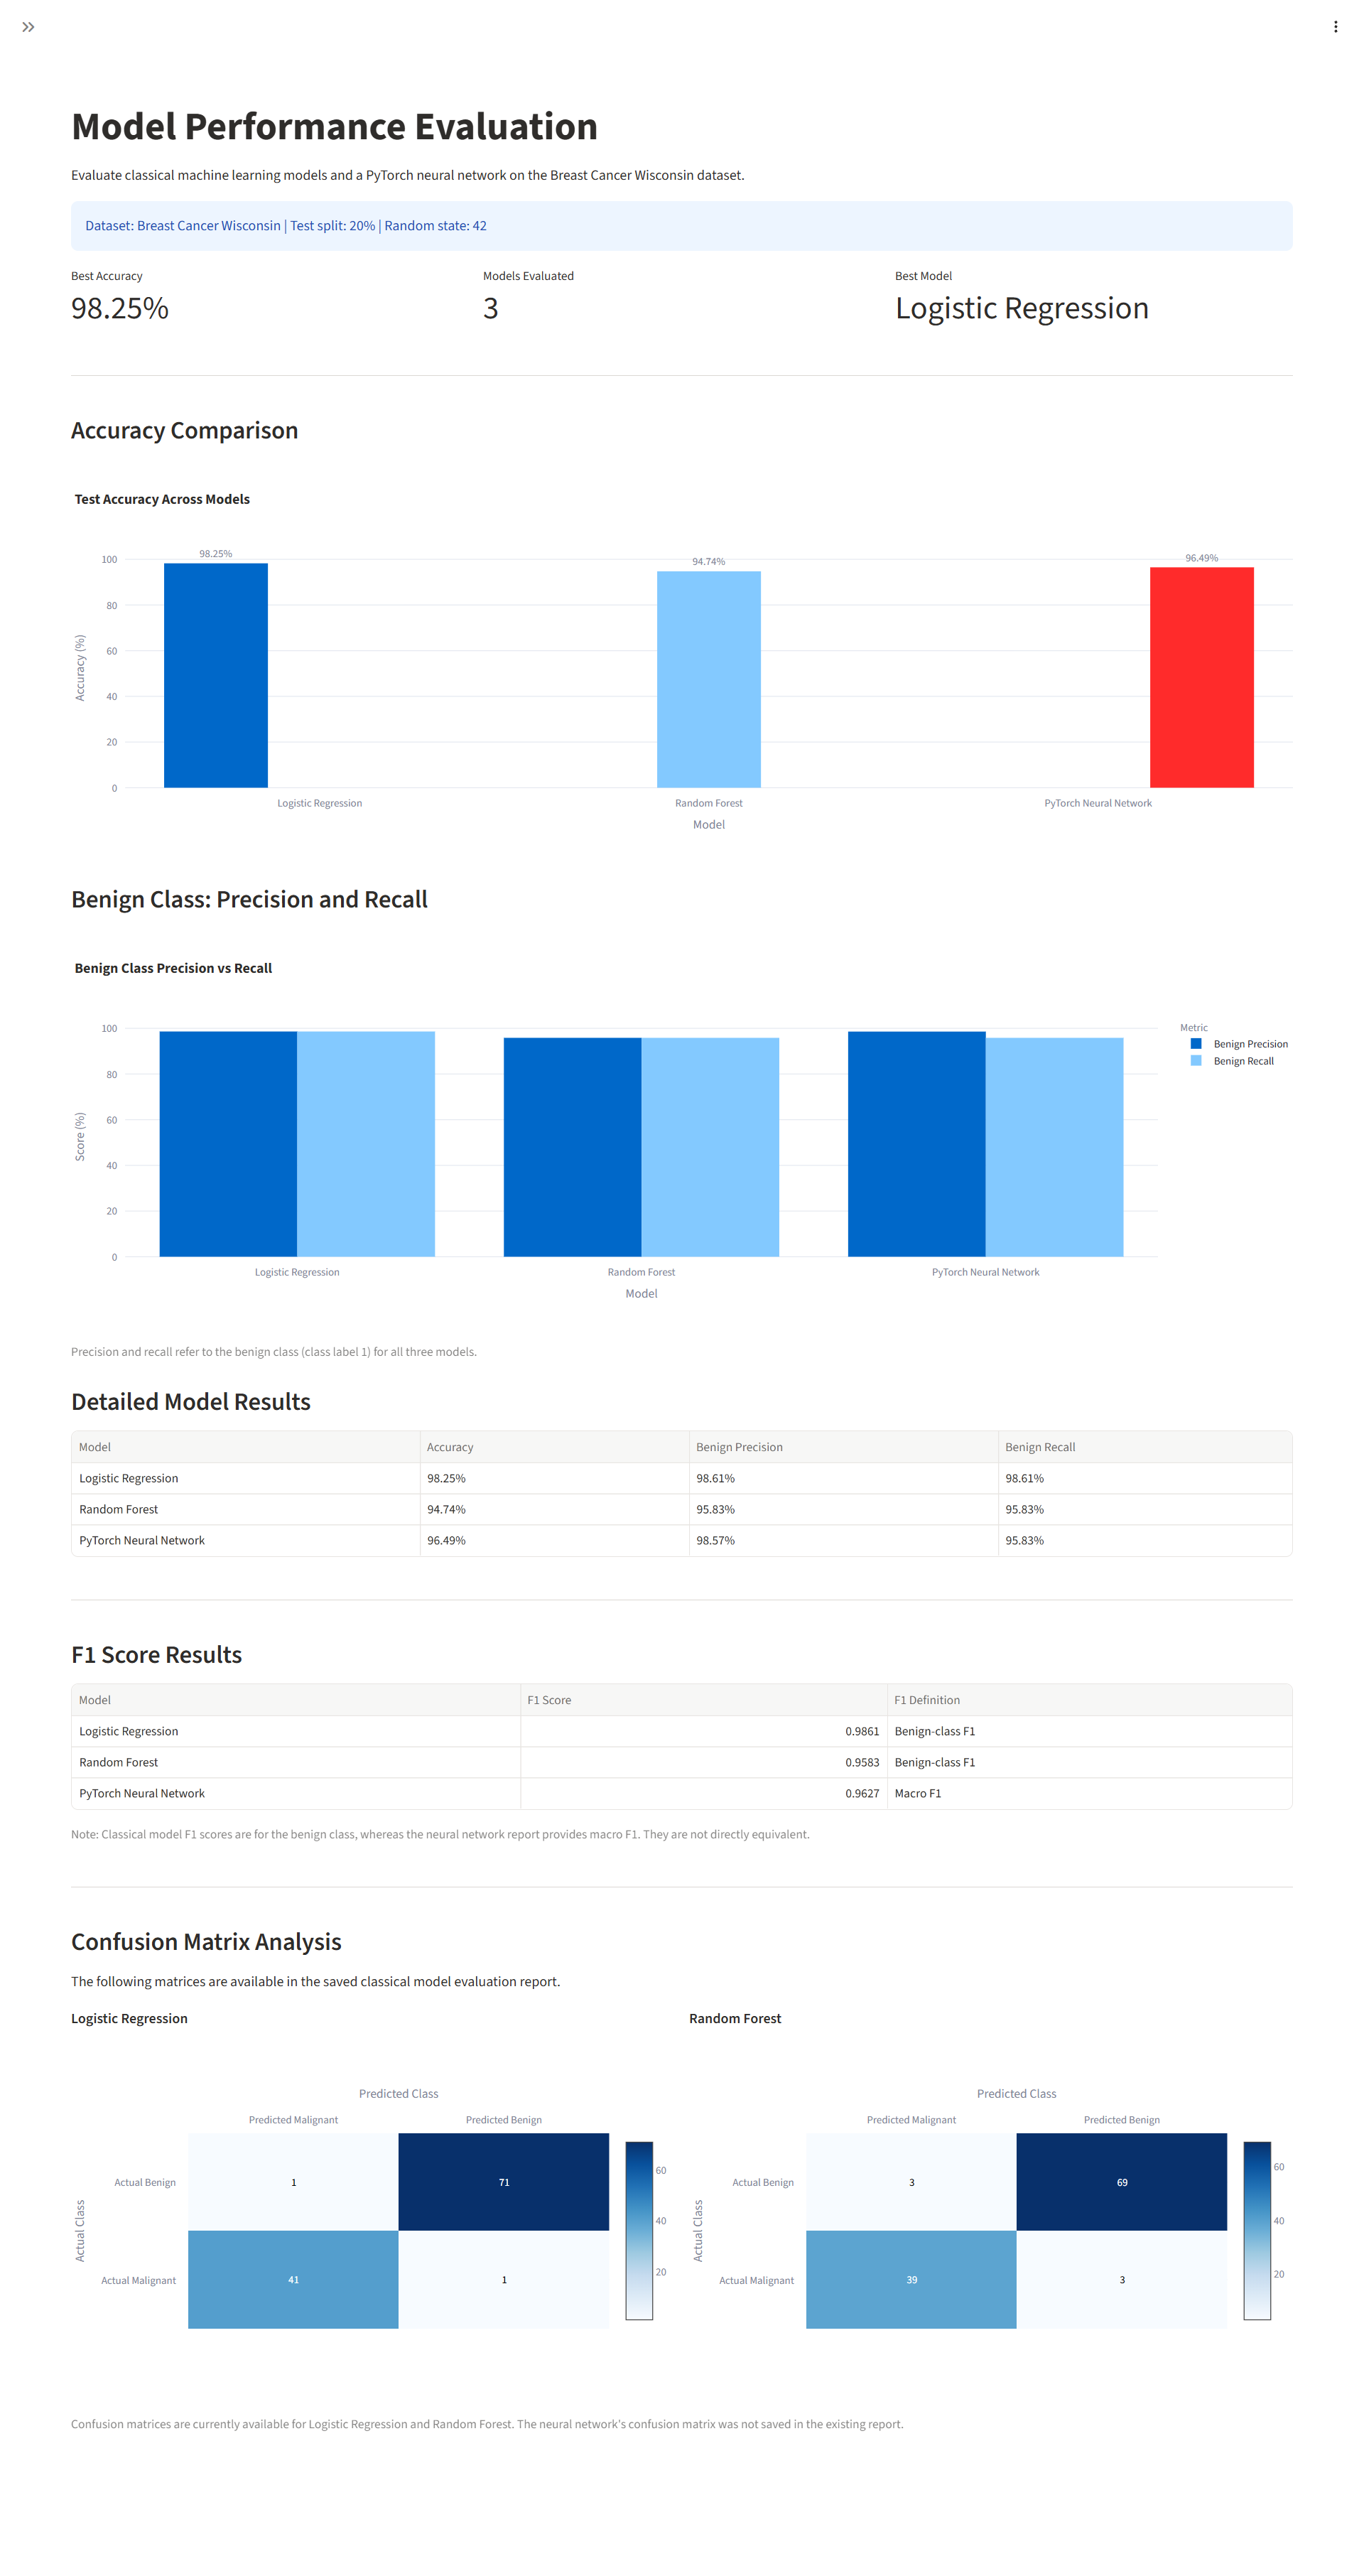 Model Performance Evaluation
Evaluate classical machine learning models and a PyTorch neural network on the Breast Cancer Wisconsin dataset.
Dataset: Breast Cancer Wisconsin | Test split: 20% | Random state: 42
Best Accuracy
98.25%
Models Evaluated
3
Best Model
Logistic Regression
Accuracy Comparison
Test Accuracy Across Models
98.25%
94.74%
96.49%
100
80
60
40
20
0
Accuracy (%)
Logistic Regression
Random Forest
PyTorch Neural Network
Model
Benign Class: Precision and Recall
Benign Class Precision vs Recall
100
80
60
40
20
0
Score (%)
Metric
Benign Precision
Benign Recall
Logistic Regression
Random Forest
PyTorch Neural Network
Model
Precision and recall refer to the benign class (class label 1) for all three models.
Detailed Model Results
Model Accuracy Benign Precision Benign Recall
Logistic Regression 98.25% 98.61% 98.61%
Random Forest 94.74% 95.83% 95.83%
PyTorch Neural Network 96.49% 98.57% 95.83%
F1 Score Results
Model F1 Score F1 Definition
Logistic Regression 0.9861 Benign-class F1
Random Forest 0.9583 Benign-class F1
PyTorch Neural Network 0.9627 Macro F1
Note: Classical model F1 scores are for the benign class, whereas the neural network report provides macro F1. They are not directly equivalent.
Confusion Matrix Analysis
The following matrices are available in the saved classical model evaluation report.
Logistic Regression
Predicted Class
Predicted Malignant Predicted Benign
Actual Benign 1 71
Actual Malignant 41 1
Actual Class
60
40
20
Random Forest
Predicted Class
Predicted Malignant Predicted Benign
Actual Benign 3 69
Actual Malignant 39 3
Actual Class
60
40
20
Confusion matrices are currently available for Logistic Regression and Random Forest. The neural network's confusion matrix was not saved in the existing report.